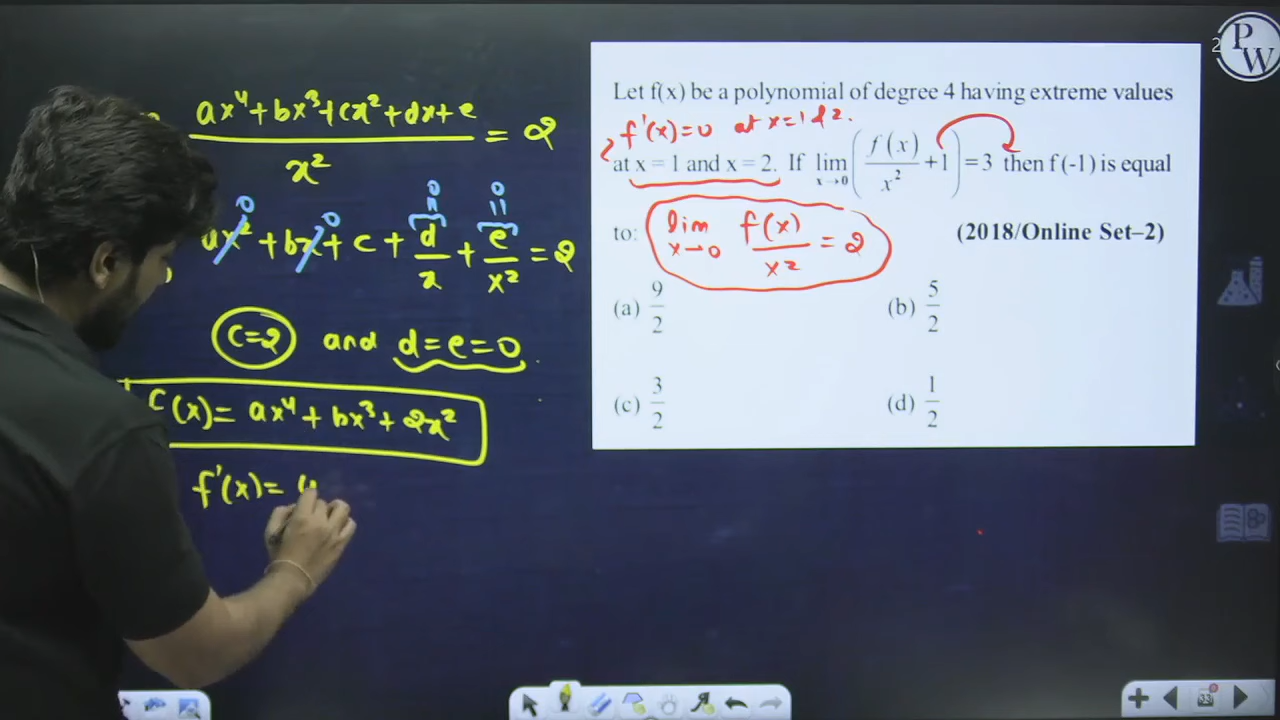 ax⁴+bx³+cx²+dx+e
= 2
x²
0 0 0 0
ax² + bx + c + d/x + e/x² = 2
c=2 and d=e=0
f(x)= ax⁴+bx³+2x²
f'(x)= 4
PW
Let f(x) be a polynomial of degree 4 having extreme values
f'(x)=0 at x=1 & 2.
at x = 1 and x = 2. If lim x→0 (f(x)/x² +1) = 3 then f(-1) is equal
to: lim x→0 f(x)/x² = 2 (2018/Online Set–2)
(a) 9/2 (b) 5/2
(c) 3/2 (d) 1/2
33